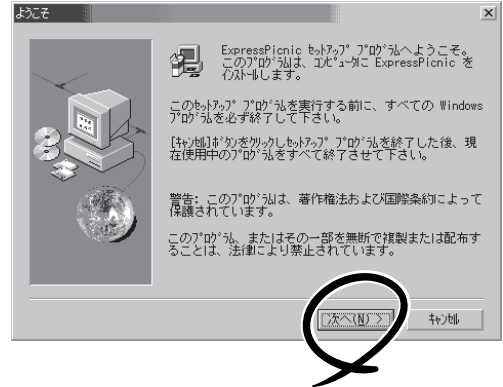 ようこそ
ExpressPicnic ｾｯﾄｱｯﾌﾟ ﾌﾟﾛｸﾞﾗﾑへようこそ。
このﾌﾟﾛｸﾞﾗﾑは、ｺﾝﾋﾟｭｰﾀに ExpressPicnic を
ｲﾝｽﾄｰﾙします。
このｾｯﾄｱｯﾌﾟ ﾌﾟﾛｸﾞﾗﾑを実行する前に、すべての Windows
ﾌﾟﾛｸﾞﾗﾑを必ず終了して下さい。
[ｷｬﾝｾﾙ]ﾎﾞﾀﾝをｸﾘｯｸしｾｯﾄｱｯﾌﾟ ﾌﾟﾛｸﾞﾗﾑを終了した後、現
在使用中のﾌﾟﾛｸﾞﾗﾑをすべて終了させて下さい。
警告: このﾌﾟﾛｸﾞﾗﾑは、著作権法および国際条約によって
保護されています。
このﾌﾟﾛｸﾞﾗﾑ、またはその一部を無断で複製または配布す
ることは、法律により禁止されています。
次へ(N) >
ｷｬﾝｾﾙ